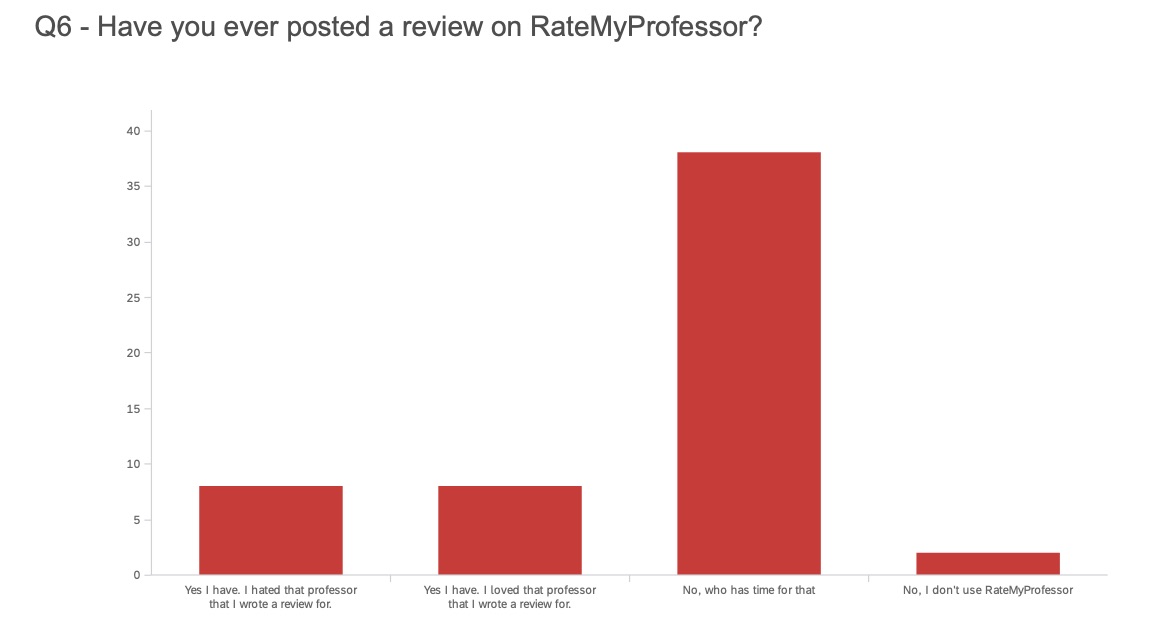 Q6 - Have you ever posted a review on RateMyProfessor?
40
35
30
25
20
15
10
5
0
Yes I have. I hated that professor
that I wrote a review for.
Yes I have. I loved that professor
that I wrote a review for.
No, who has time for that
No, I don't use RateMyProfessor